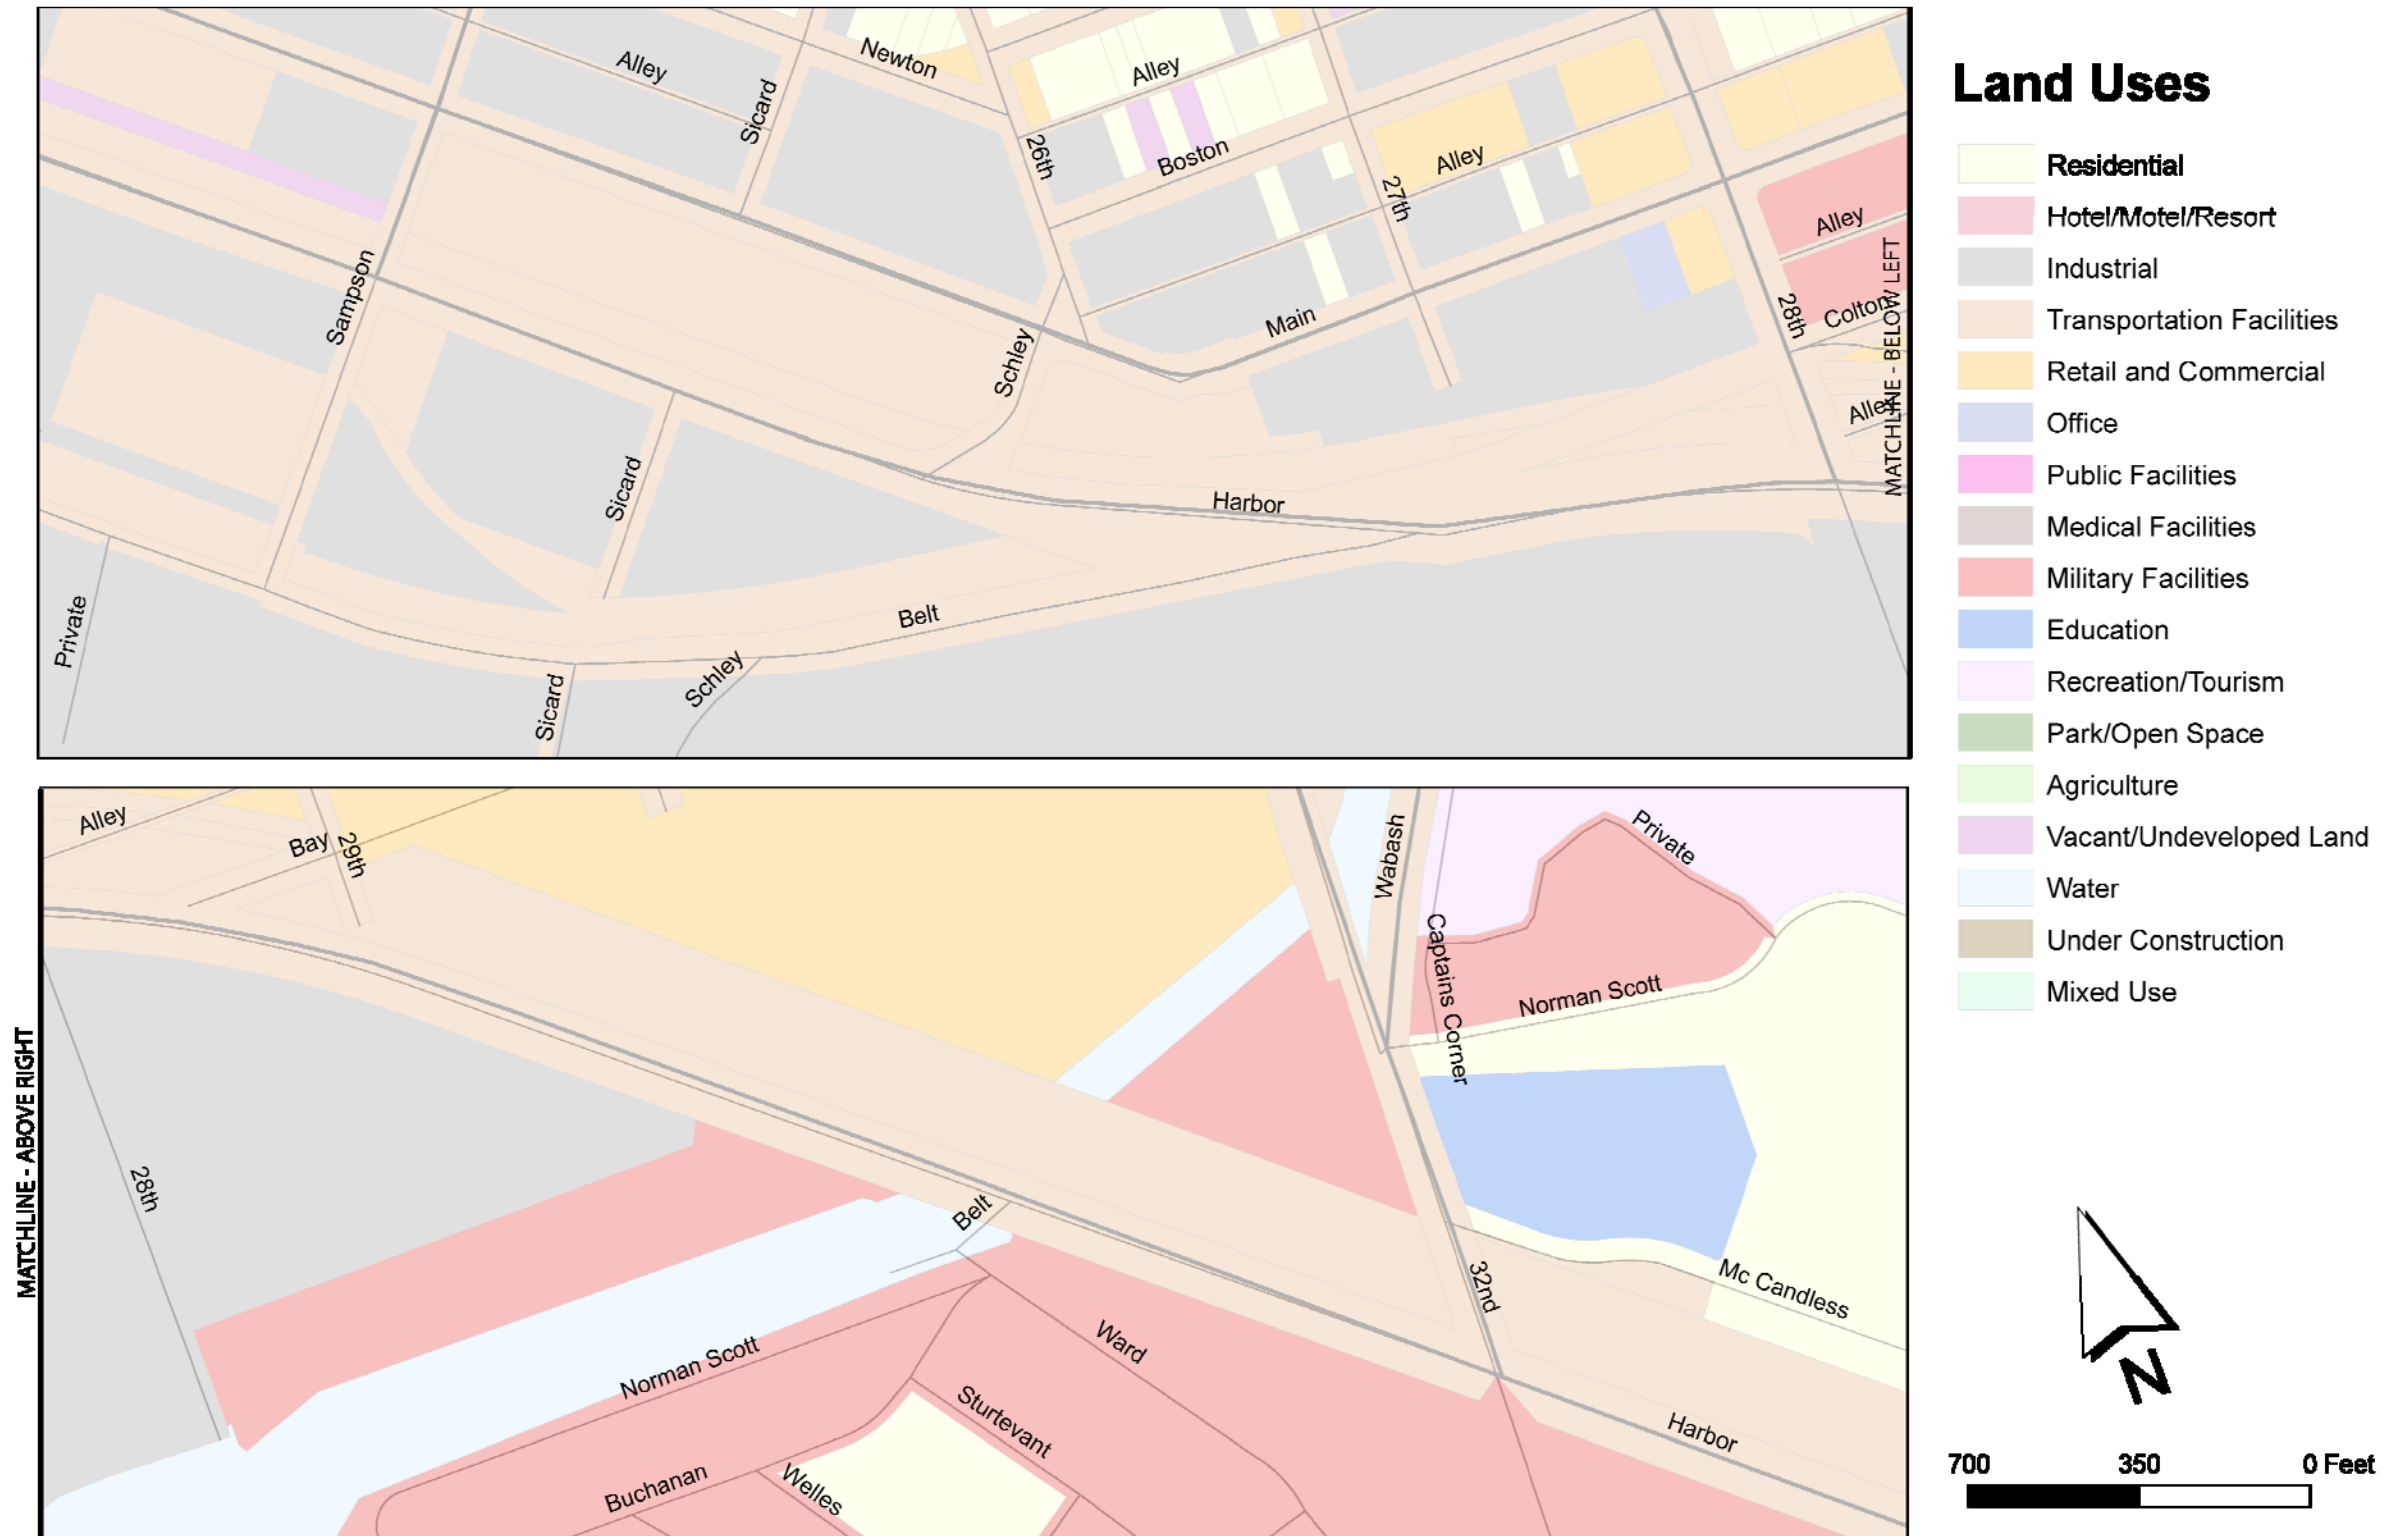 Alley
Newton
Sicard
Alley
26th
Boston
Alley
27th
Alley
Sampson
Schley
Main
28th
Colton
MATCHLINE - BELOW LEFT
Alley
Sicard
Harbor
Private
Belt
Schley
Sicard
Land Uses
Residential
Hotel/Motel/Resort
Industrial
Transportation Facilities
Retail and Commercial
Office
Public Facilities
Medical Facilities
Military Facilities
Education
Recreation/Tourism
Park/Open Space
Agriculture
Vacant/Undeveloped Land
Water
Under Construction
Mixed Use
Alley
Bay
29th
Wabash
Private
Captains Corner
Norman Scott
MATCHLINE - ABOVE RIGHT
28th
Belt
32nd
Mc Candless
Norman Scott
Ward
Sturtevant
Harbor
Buchanan
Welles
N
700 350 0 Feet